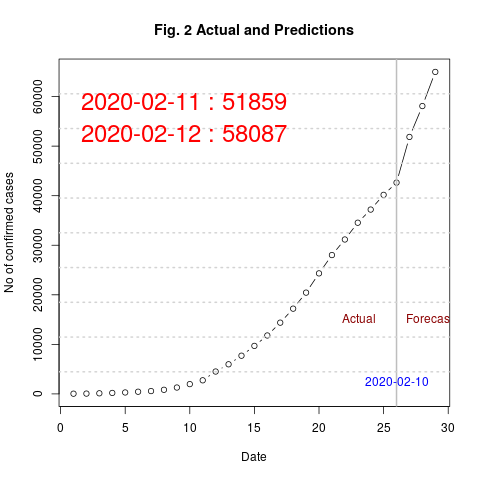 Fig. 2 Actual and Predictions
2020-02-11 : 51859
2020-02-12 : 58087
No of confirmed cases
60000
50000
40000
30000
20000
10000
0
Actual
Forecas
2020-02-10
0 5 10 15 20 25 30
Date